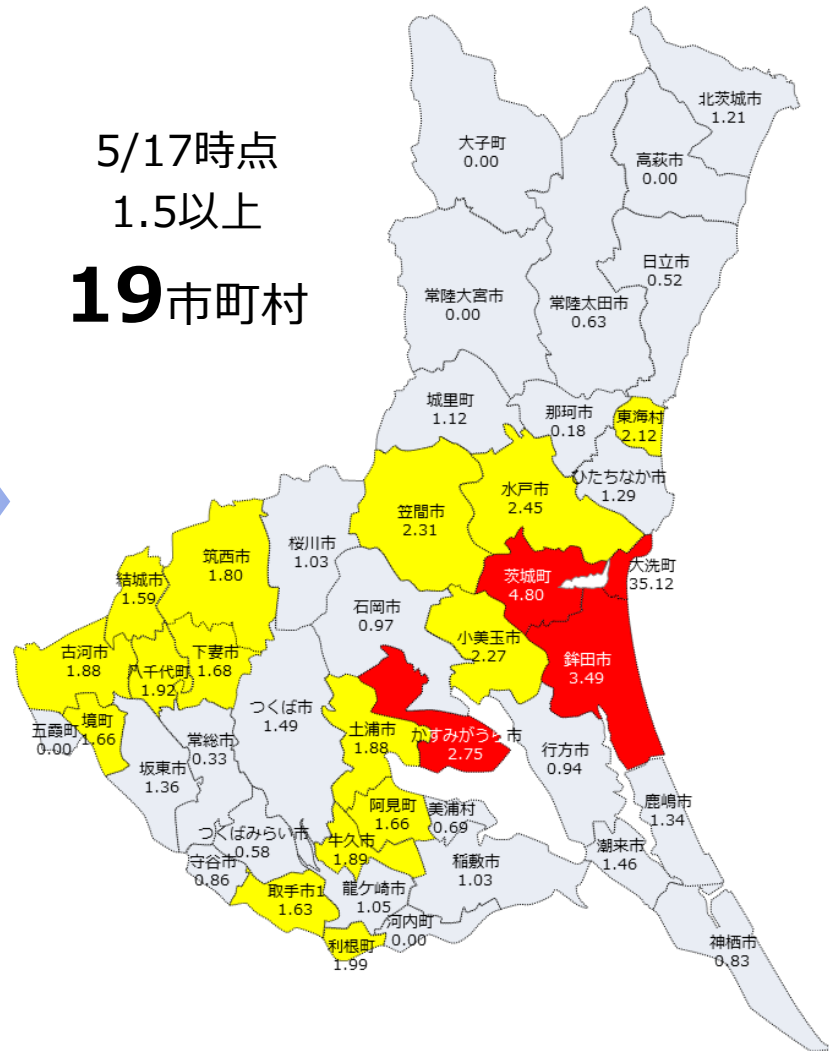 5/17時点
1.5以上
19市町村
北茨城市
1.21
大子町
0.00
高萩市
0.00
日立市
0.52
常陸大宮市
0.00
常陸太田市
0.63
城里町
1.12
那珂市
0.18
東海村
2.12
ひたちなか市
1.29
水戸市
2.45
笠間市
2.31
桜川市
1.03
筑西市
1.80
結城市
1.59
茨城町
4.80
大洗町
35.12
石岡市
0.97
小美玉市
2.27
鉾田市
3.49
古河市
1.88
八千代町
1.92
下妻市
1.68
つくば市
1.49
土浦市
1.88
かすみがうら市
2.75
五霞町
0.00
境町
1.66
常総市
0.33
坂東市
1.36
行方市
0.94
鹿嶋市
1.34
阿見町
1.66
美浦村
0.69
つくばみらい市
0.58
牛久市
1.89
稲敷市
1.03
潮来市
1.46
守谷市
0.86
取手市1
1.63
龍ケ崎市
1.05
河内町
0.00
利根町
1.99
神栖市
0.83